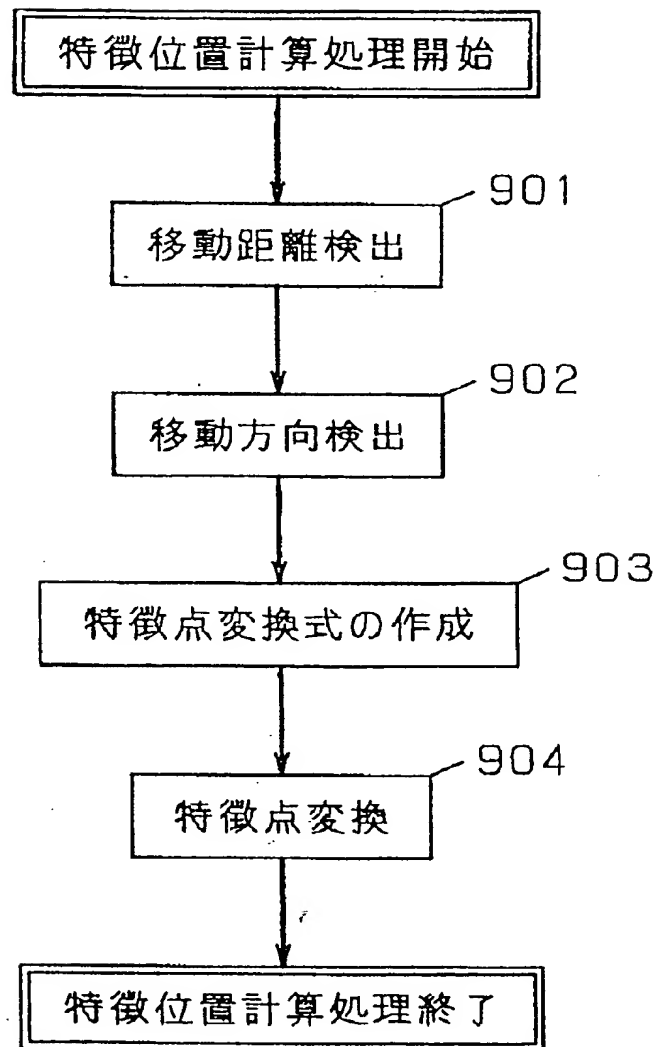 特徴位置計算処理開始
901
移動距離検出
902
移動方向検出
903
特徴点変換式の作成
904
特徴点変換
特徴位置計算処理終了